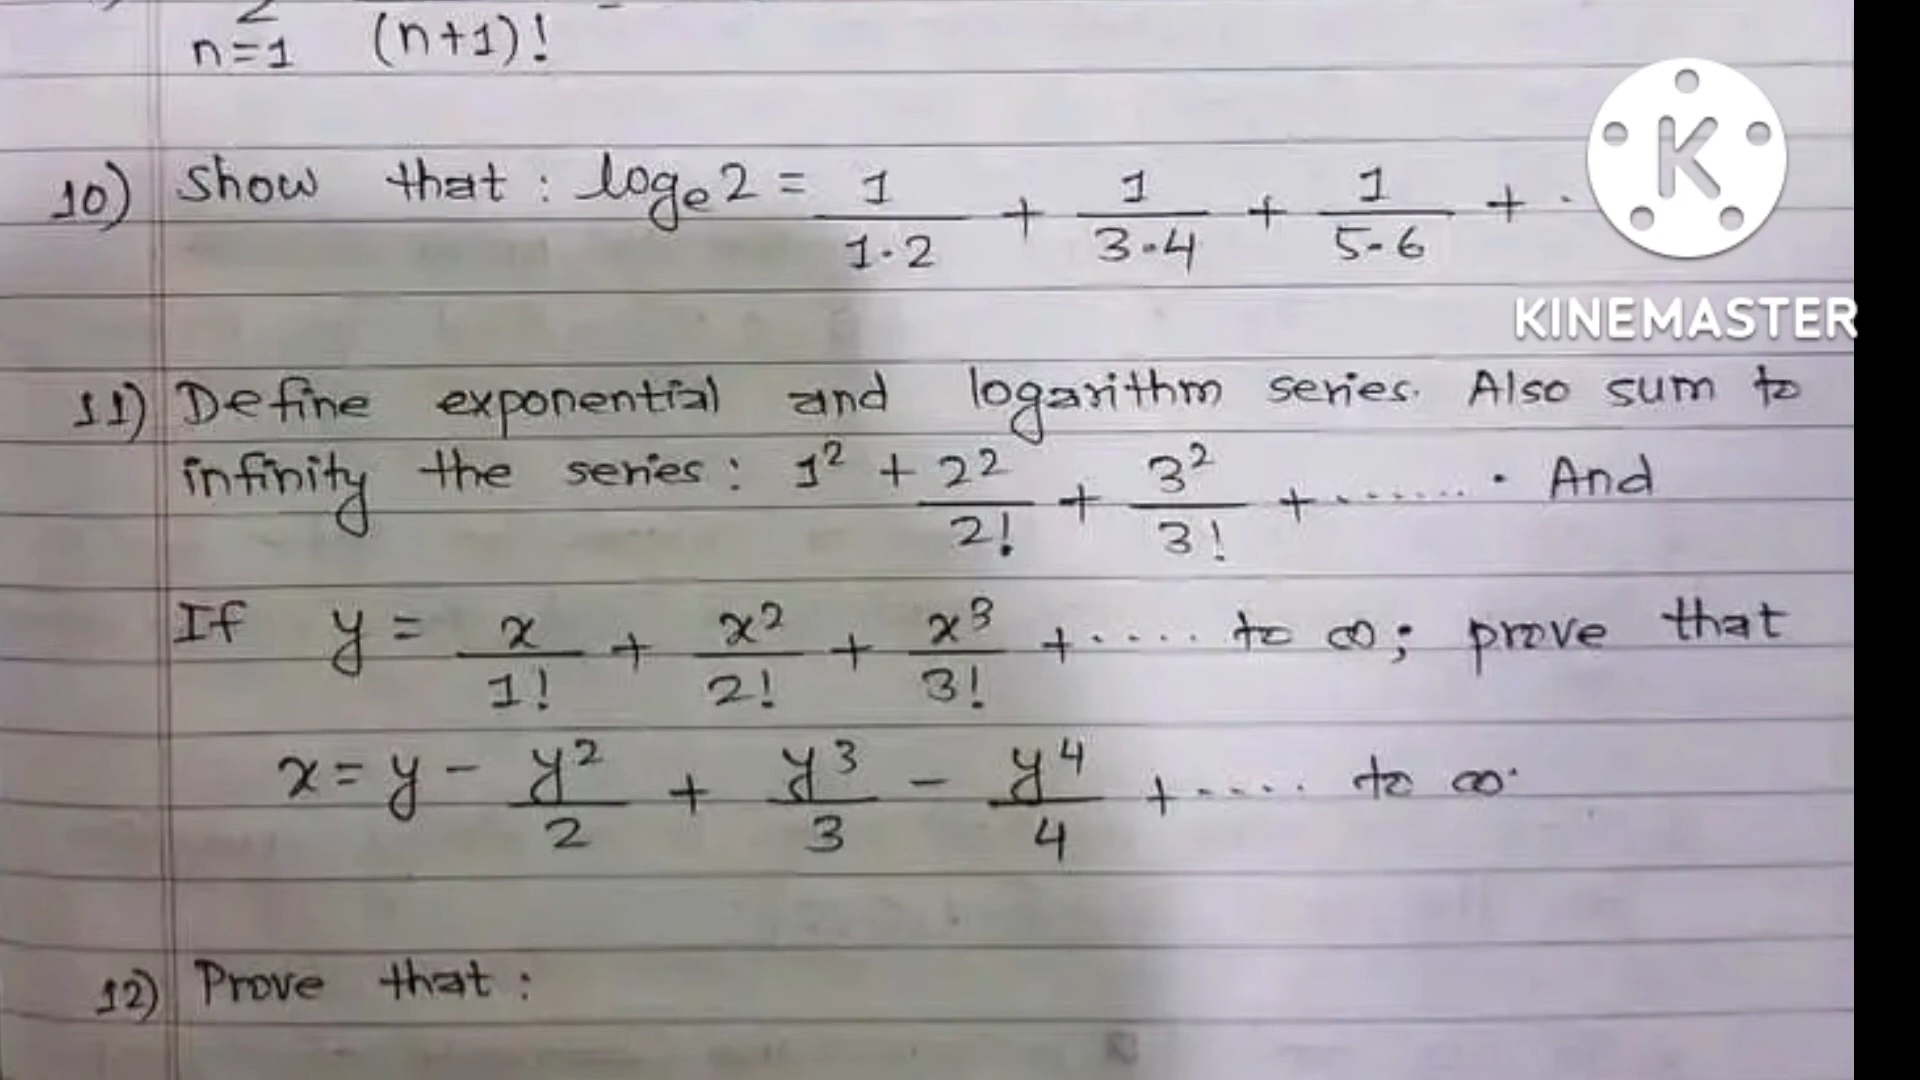 n=1 (n+1)!
10) Show that : logₑ2 = 1/1·2 + 1/3·4 + 1/5·6 + ·
KINEMASTER
11) Define exponential and logarithm series. Also sum to
infinity the series : 1² + 2²/2! + 3²/3! + ....... . And
If y = x/1! + x²/2! + x³/3! + ..... to ∞; prove that
x = y - y²/2 + y³/3 - y⁴/4 + ..... to ∞.
12) Prove that :